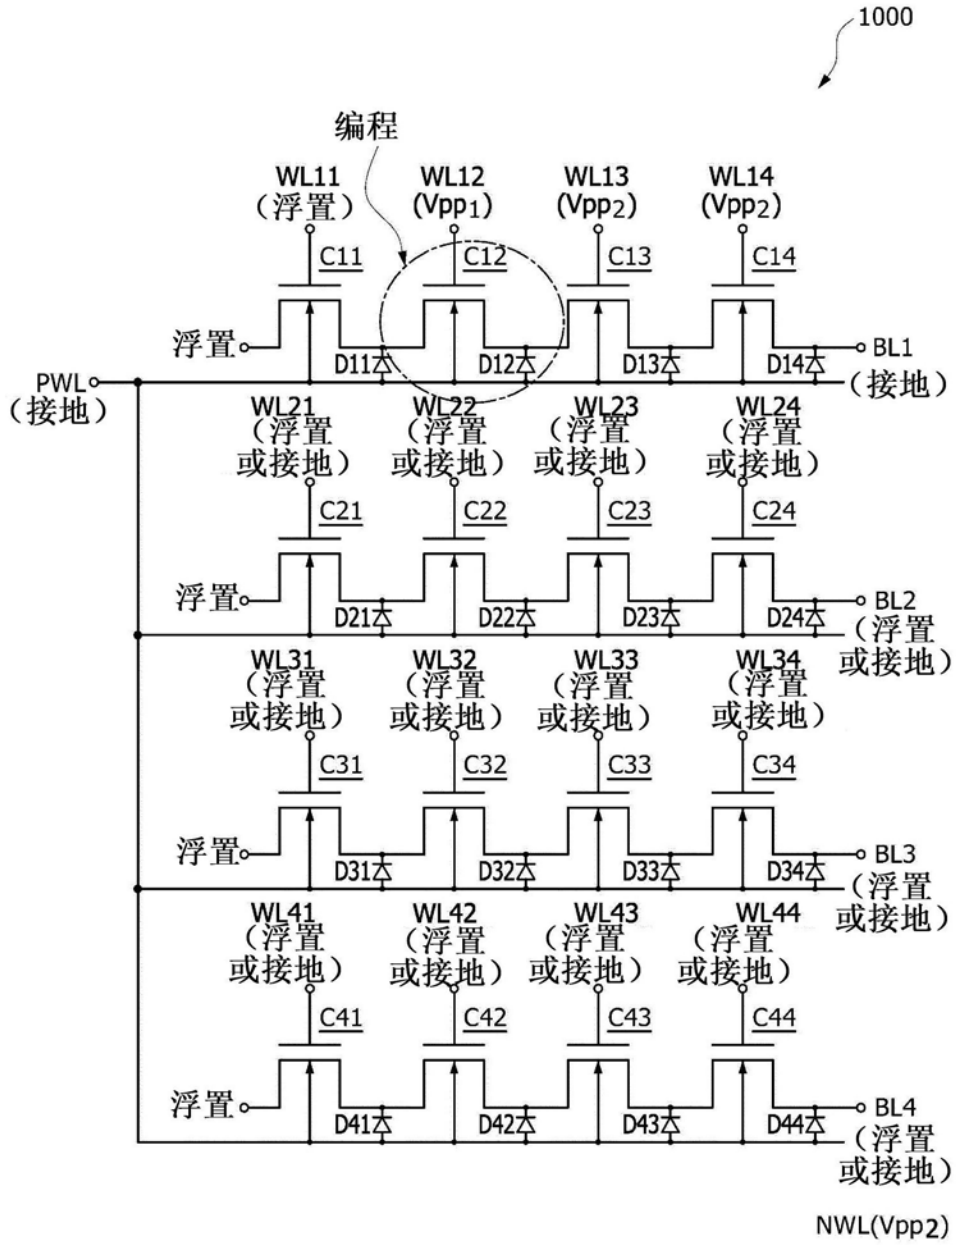 1000
编程
WL11 WL12 WL13 WL14
(浮置) (Vpp1) (Vpp2) (Vpp2)
C11 C12 C13 C14
浮置 D11 D12 D13 D14 BL1
PWL (接地)
(接地)
WL21 WL22 WL23 WL24
(浮置 (浮置 (浮置 (浮置
或接地) 或接地) 或接地) 或接地)
C21 C22 C23 C24
浮置 D21 D22 D23 D24 BL2
(浮置
或接地)
WL31 WL32 WL33 WL34
(浮置 (浮置 (浮置 (浮置
或接地) 或接地) 或接地) 或接地)
C31 C32 C33 C34
浮置 D31 D32 D33 D34 BL3
(浮置
或接地)
WL41 WL42 WL43 WL44
(浮置 (浮置 (浮置 (浮置
或接地) 或接地) 或接地) 或接地)
C41 C42 C43 C44
浮置 D41 D42 D43 D44 BL4
(浮置
或接地)
NWL(Vpp2)